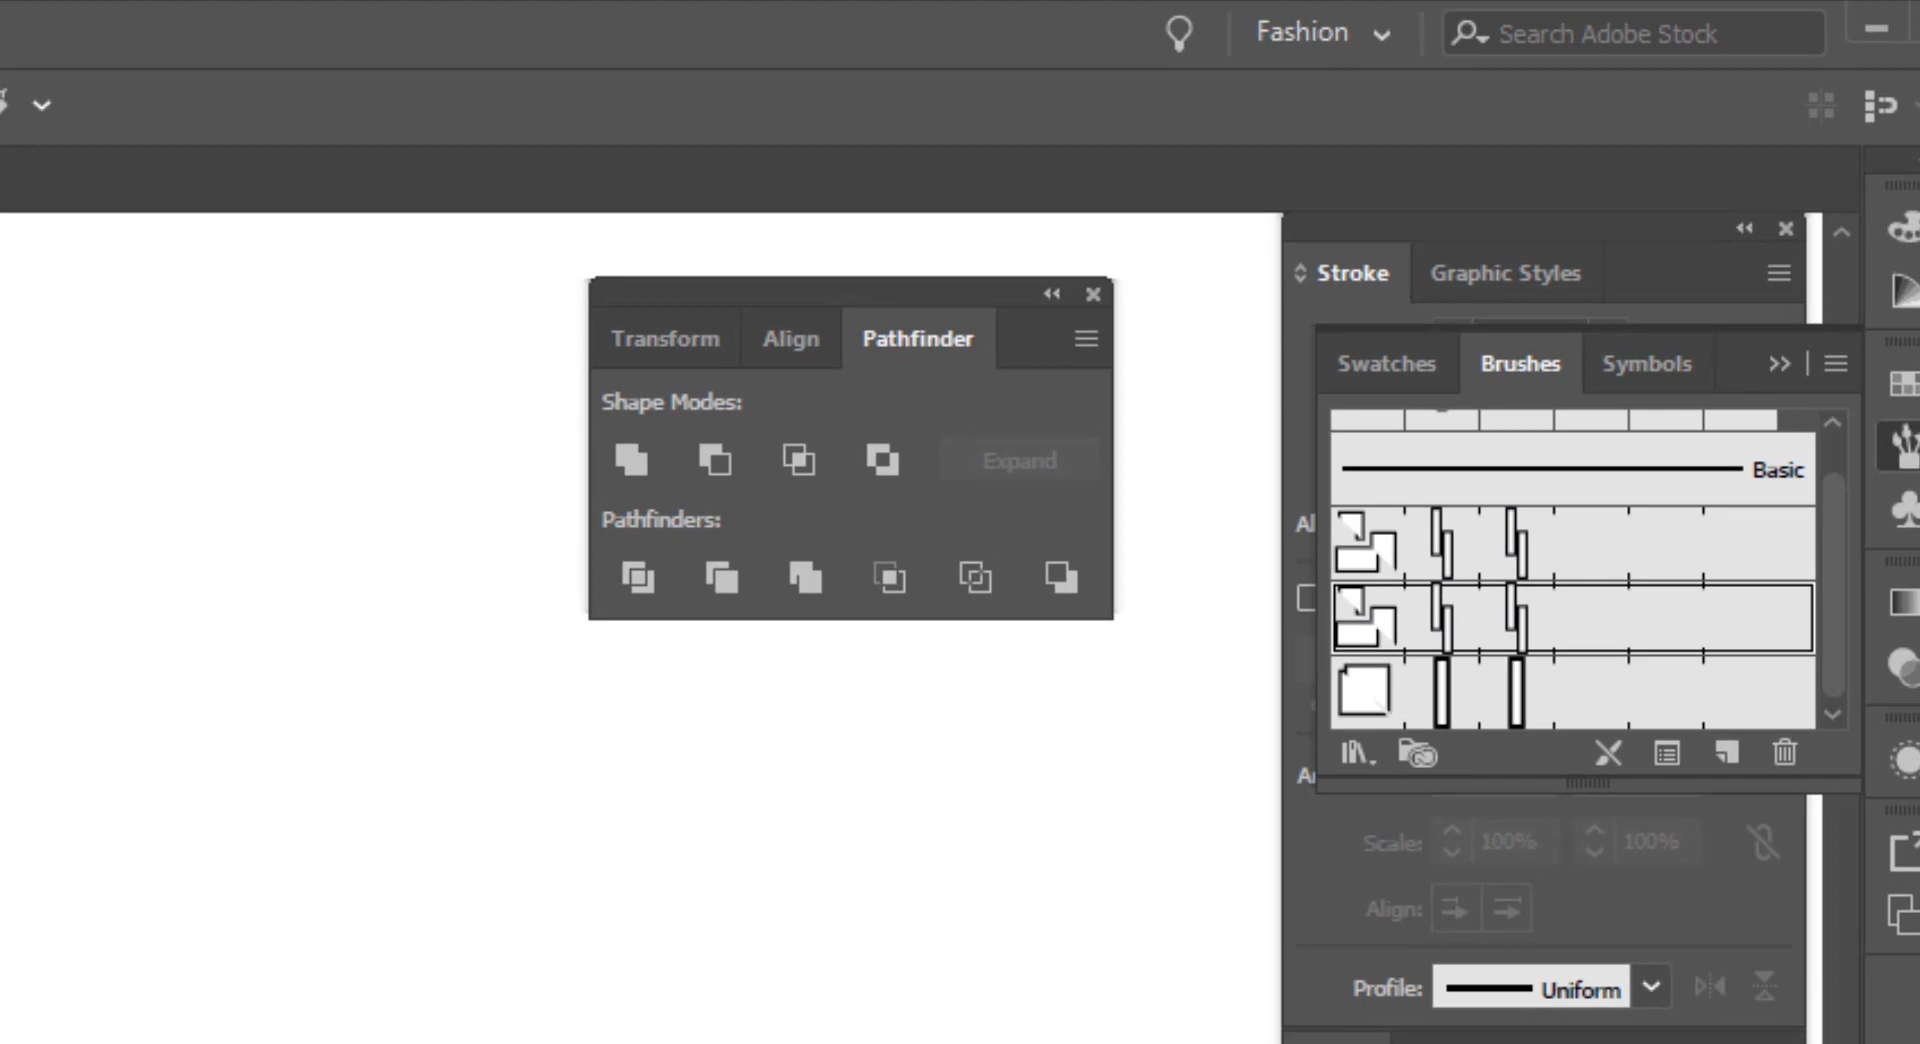 Fashion
Search Adobe Stock
Stroke
Graphic Styles
Transform
Align
Pathfinder
Swatches
Brushes
Symbols
Shape Modes:
Expand
Basic
Pathfinders:
Scale:
100%
100%
Align:
Profile:
Uniform